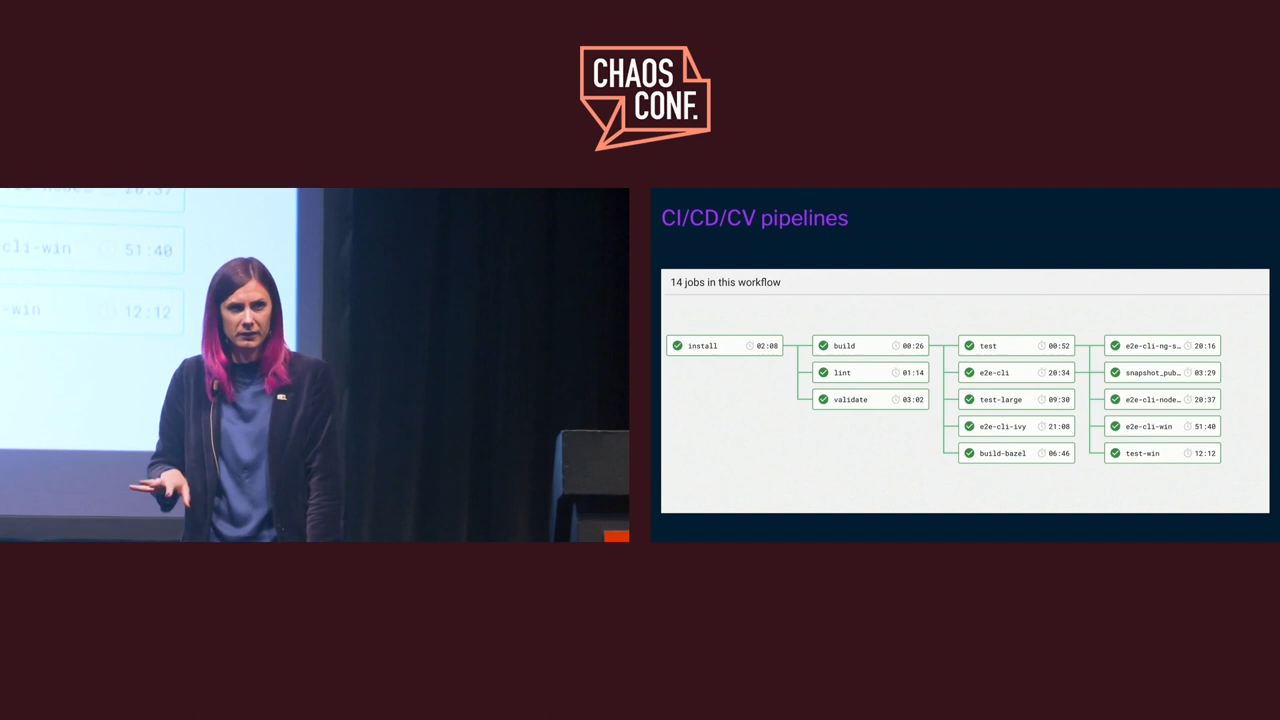 CHAOS
CONF.
20:37
cli-win 51:40
-win 12:12
CI/CD/CV pipelines
14 jobs in this workflow
install 02:08
build 00:26
lint 01:14
validate 03:02
test 00:52
e2e-cli 20:34
test-large 09:30
e2e-cli-ivy 21:08
build-bazel 06:46
e2e-cli-ng-s… 20:16
snapshot_pub… 03:29
e2e-cli-node… 20:37
e2e-cli-win 51:40
test-win 12:12